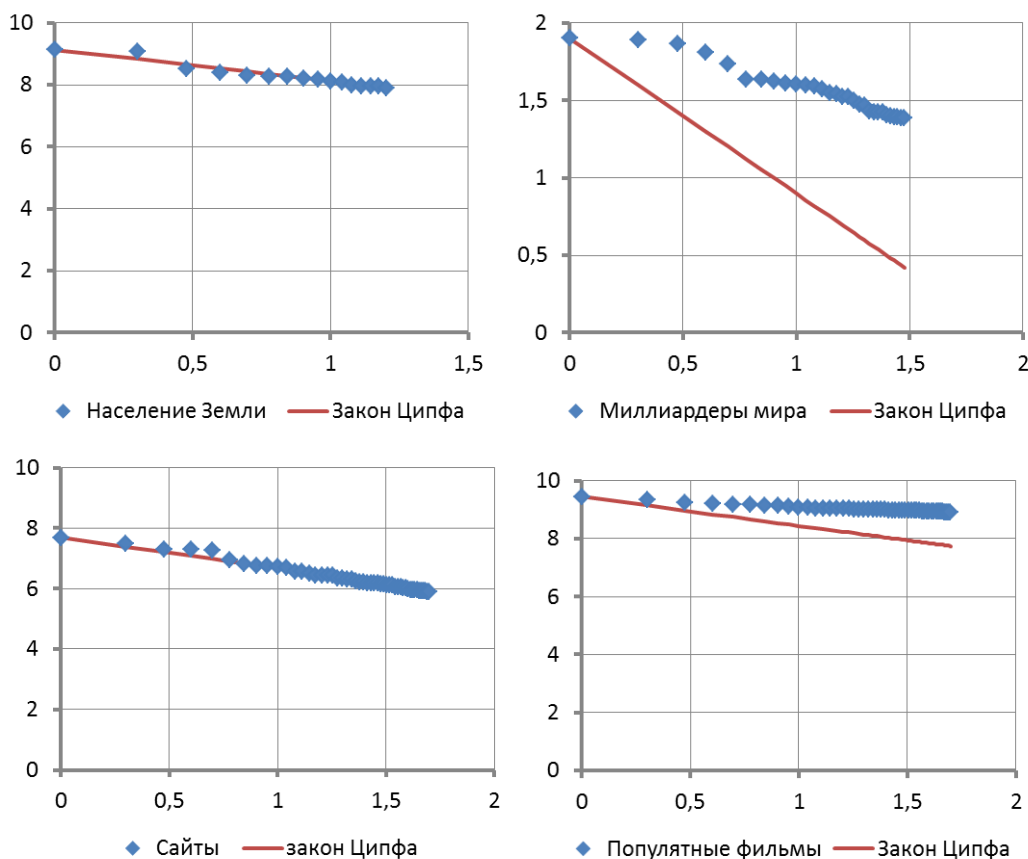 10
8
6
4
2
0
0 0,5 1 1,5
Население Земли Закон Ципфа
2
1,5
1
0,5
0
0 0,5 1 1,5 2
Миллиардеры мира Закон Ципфа
10
8
6
4
2
0
0 0,5 1 1,5 2
Сайты закон Ципфа
10
8
6
4
2
0
0 0,5 1 1,5 2
Популятные фильмы Закон Ципфа